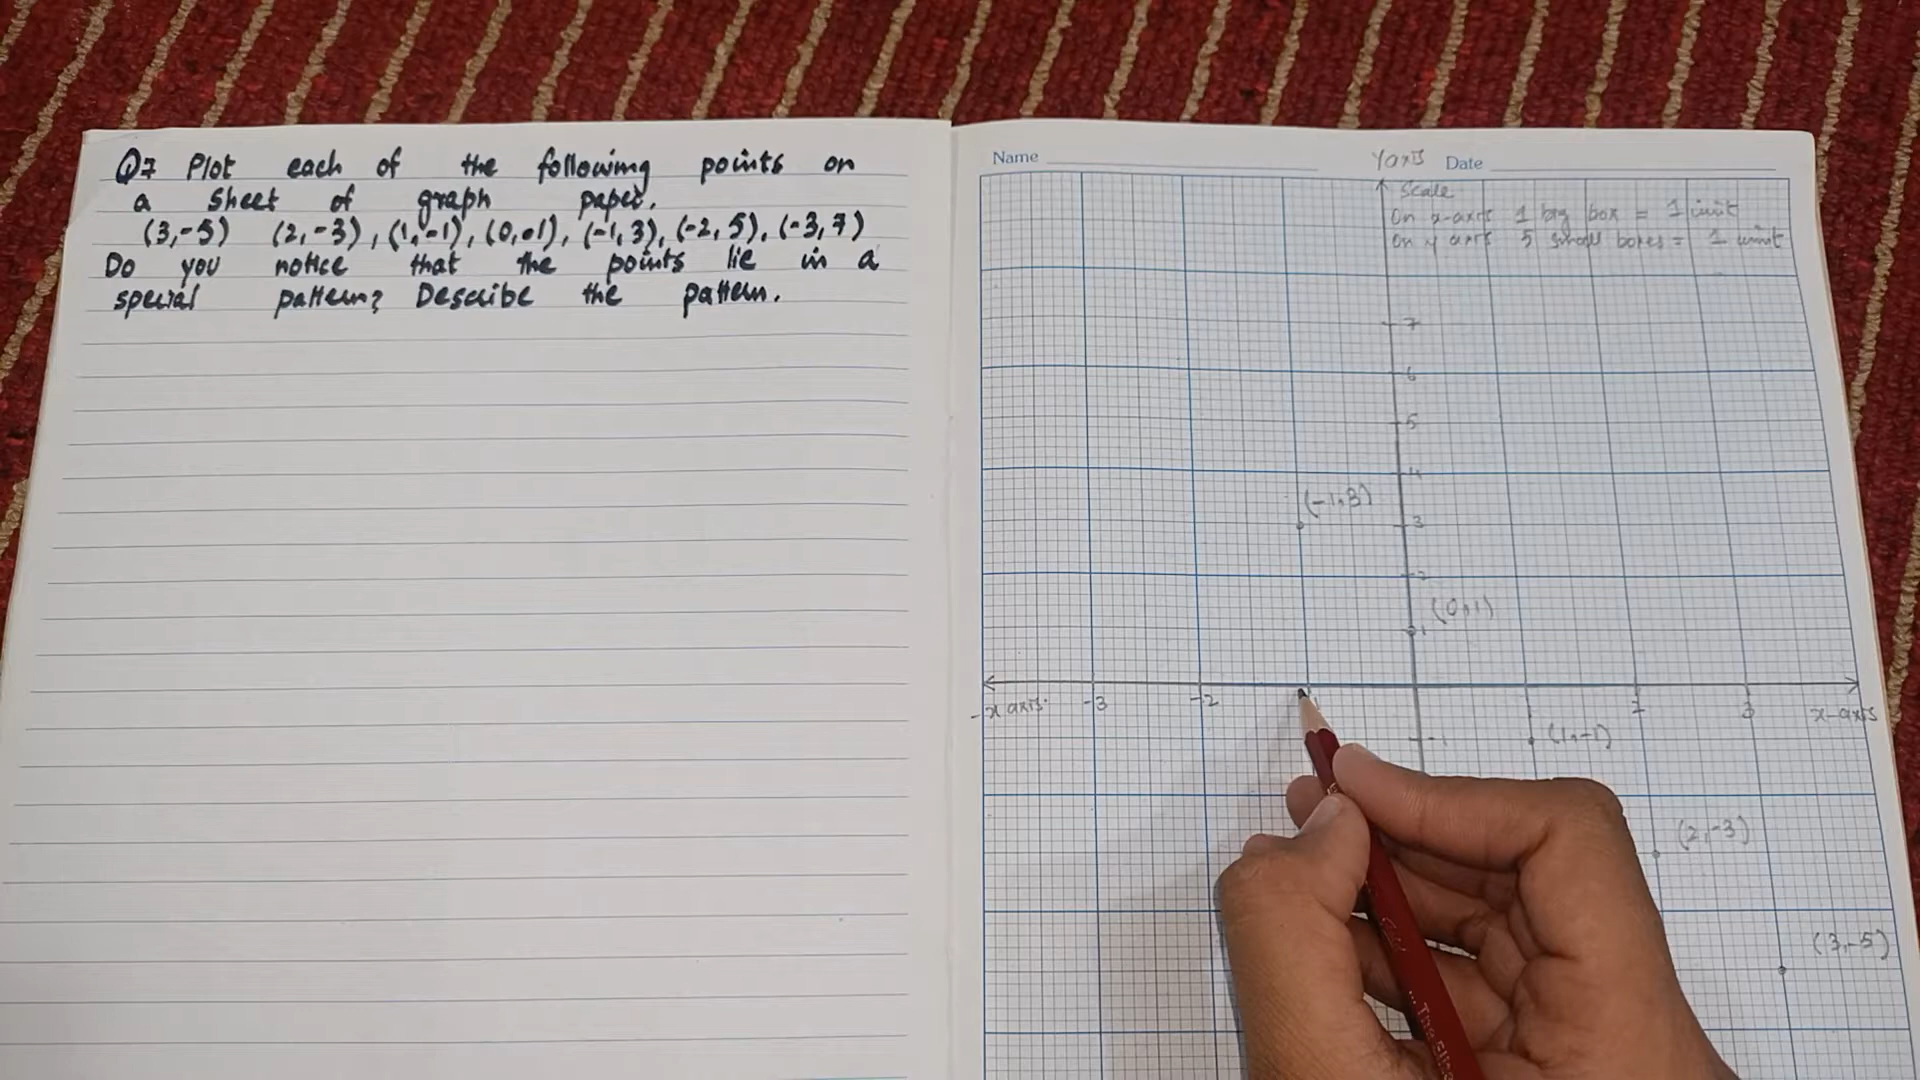 Q7 Plot each of the following points on
a sheet of graph paper.
(3,-5) (2,-3), (1,-1), (0,1), (-1,3), (-2,5), (-3,7)
Do you notice that the points lie in a
special pattern? Describe the pattern.
Name Y axis Date
Scale
On x-axis 1 big box = 1 unit
On y axis 5 small boxes = 1 unit
7
6
5
4
(-1,3)
3
2
(0,1)
1
-x axis -3 -2 2 3 x-axis
-1 (1,-1)
(2,-3)
(3,-5)